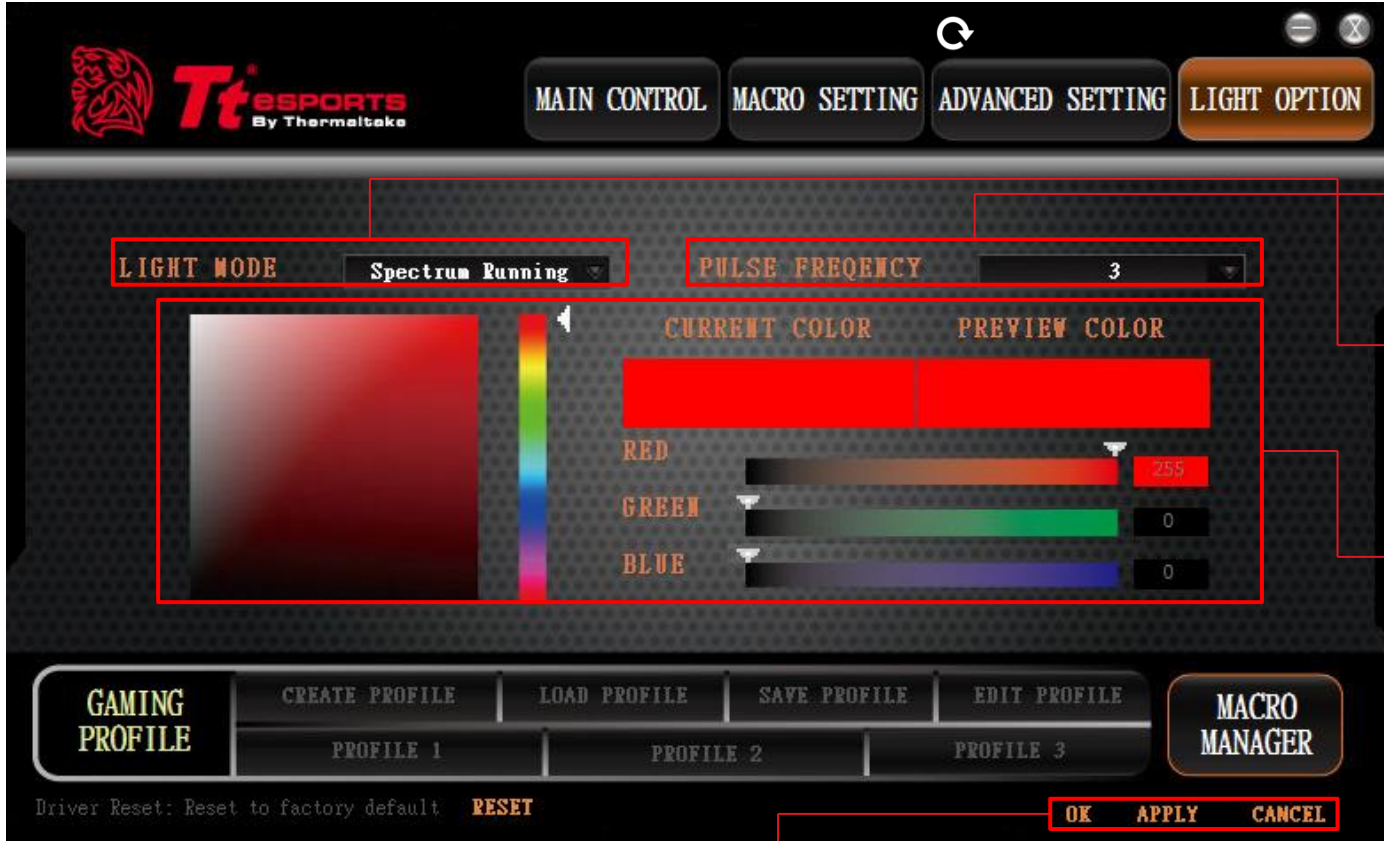 Tt® eSPORTS
By Thermaltake
MAIN CONTROL
MACRO SETTING
ADVANCED SETTING
LIGHT OPTION
X
LIGHT MODE
Spectrum Running
PULSE FREQENCY
3
CURRENT COLOR
PREVIEW COLOR
RED
255
GREEN
0
BLUE
0
GAMING
PROFILE
CREATE PROFILE
LOAD PROFILE
SAVE PROFILE
EDIT PROFILE
PROFILE 1
PROFILE 2
PROFILE 3
MACRO
MANAGER
Driver Reset: Reset to factory default
RESET
OK
APPLY
CANCEL